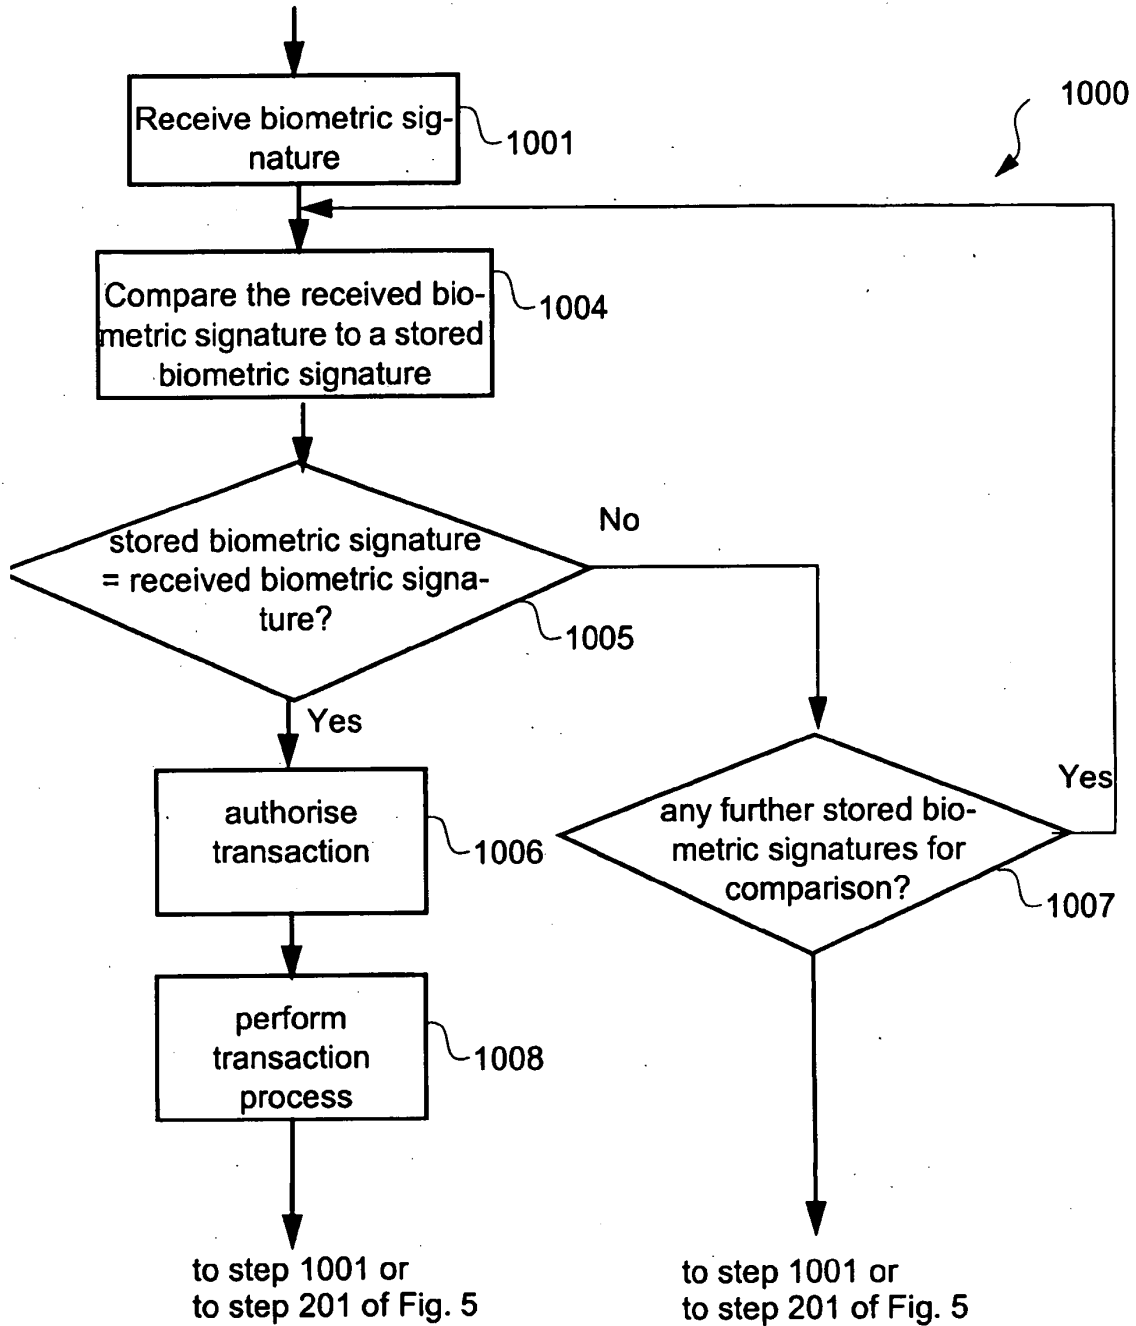 1000
Receive biometric sig-
nature
1001
Compare the received bio-
metric signature to a stored
biometric signature
1004
stored biometric signature
= received biometric signa-
ture?
1005
No
Yes
authorise
transaction
1006
any further stored bio-
metric signatures for
comparison?
1007
Yes
perform
transaction
process
1008
to step 1001 or
to step 201 of Fig. 5
to step 1001 or
to step 201 of Fig. 5